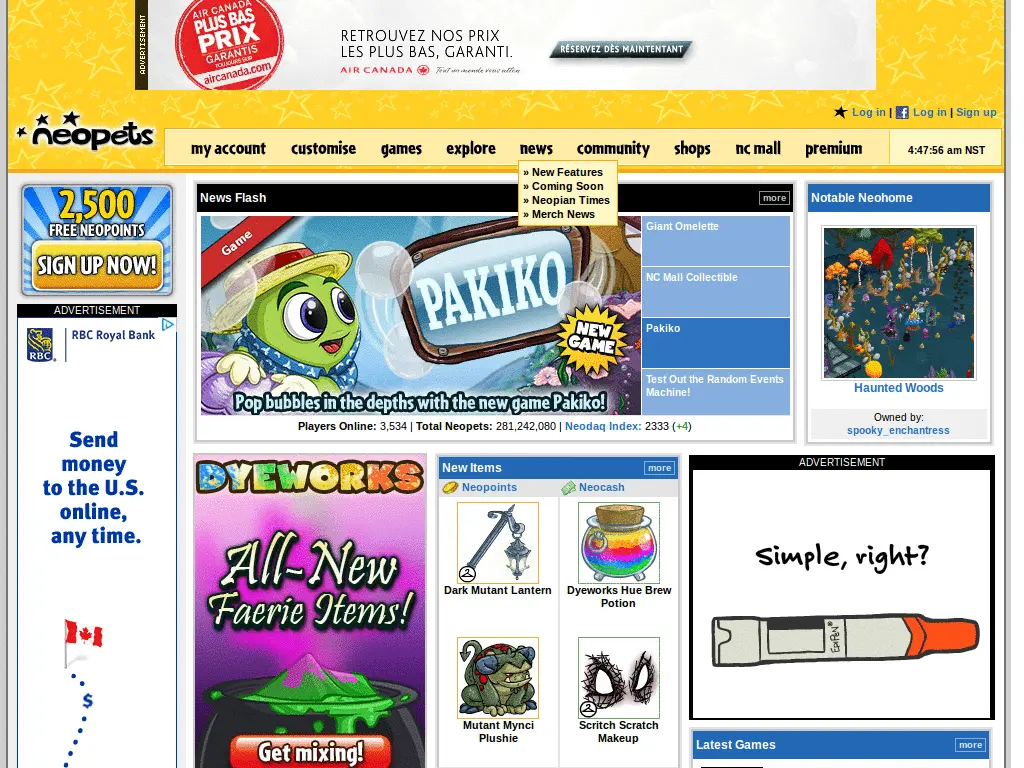 ADVERTISEMENT
AIR CANADA
PLUS BAS
PRIX
GARANTIS
aircanada.com
RETROUVEZ NOS PRIX
LES PLUS BAS, GARANTI.
AIR CANADA Tout un monde vous attend
RÉSERVEZ DÈS MAINTENTANT
Log in | Log in | Sign up
neopets
my account customise games explore news community shops nc mall premium 4:47:56 am NST
» New Features
» Coming Soon
» Neopian Times
» Merch News
2,500
FREE NEOPOINTS
SIGN UP NOW!
ADVERTISEMENT
RBC
RBC Royal Bank
Send
money
to the U.S.
online,
any time.
$
News Flash more
Game
PAKIKO
NEW
GAME
Pop bubbles in the depths with the new game Pakiko!
Giant Omelette
NC Mall Collectible
Pakiko
Test Out the Random Events
Machine!
Players Online: 3,534 | Total Neopets: 281,242,080 | Neodaq Index: 2333 (+4)
Notable Neohome
Haunted Woods
Owned by:
spooky_enchantress
DYEWORKS
All-New
Faerie Items!
Get mixing!
New Items more
Neopoints Neocash
Dark Mutant Lantern
Dyeworks Hue Brew
Potion
Mutant Mynci
Plushie
Scritch Scratch
Makeup
ADVERTISEMENT
Simple, right?
EPIPEN®
Latest Games more